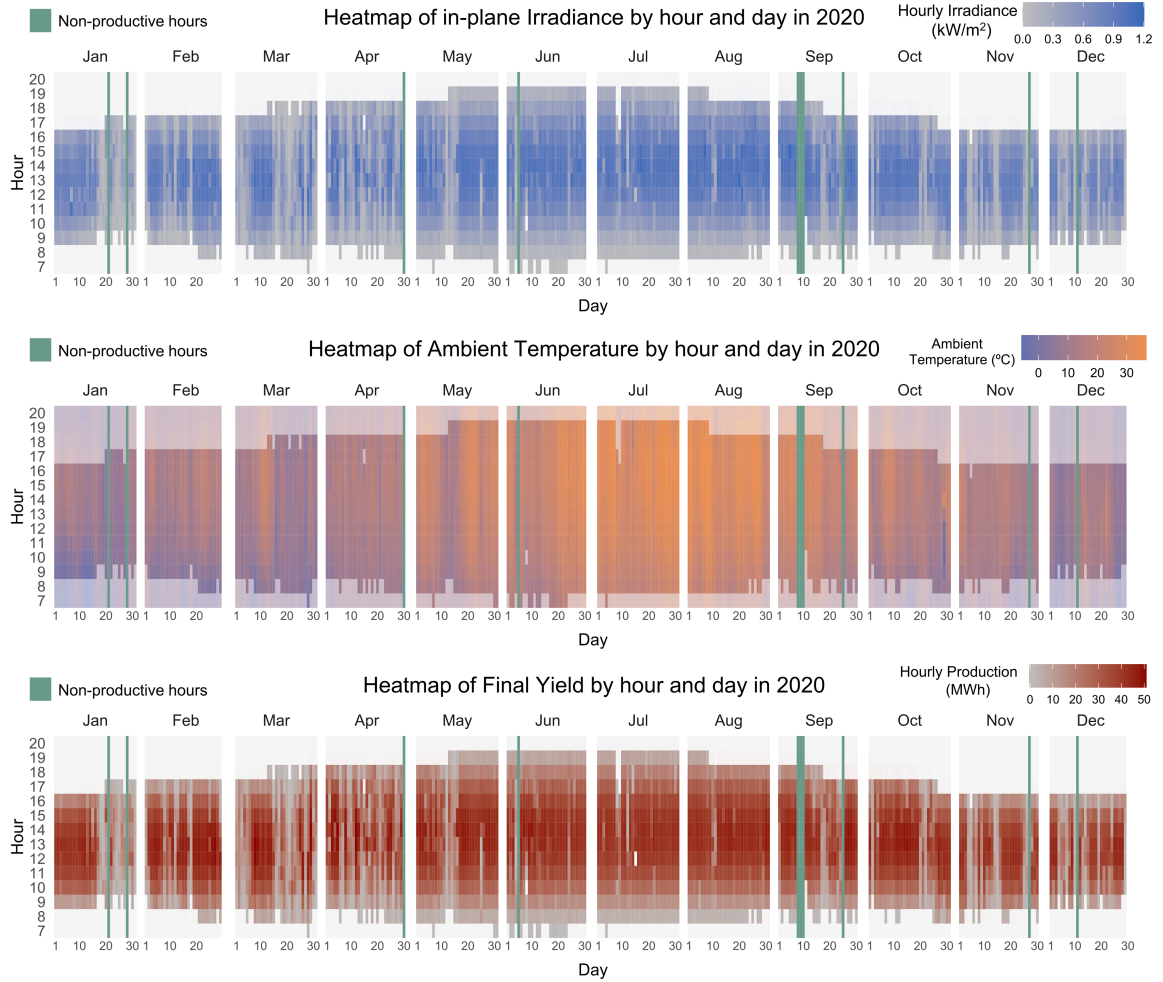 Non-productive hours
Heatmap of in-plane Irradiance by hour and day in 2020
Hourly Irradiance
(kW/m²)
0.0 0.3 0.6 0.9 1.2
Jan Feb Mar Apr May Jun Jul Aug Sep Oct Nov Dec
Hour
20
19
18
17
16
15
14
13
12
11
10
9
8
7
1 10 20 30 1 10 20 1 10 20 30 1 10 20 30 1 10 20 30 1 10 20 30 1 10 20 30 1 10 20 30 1 10 20 30 1 10 20 30 1 10 20 30 1 10 20 30
Day
Non-productive hours
Heatmap of Ambient Temperature by hour and day in 2020
Ambient
Temperature (ºC)
0 10 20 30
Jan Feb Mar Apr May Jun Jul Aug Sep Oct Nov Dec
Hour
20
19
18
17
16
15
14
13
12
11
10
9
8
7
1 10 20 30 1 10 20 1 10 20 30 1 10 20 30 1 10 20 30 1 10 20 30 1 10 20 30 1 10 20 30 1 10 20 30 1 10 20 30 1 10 20 30 1 10 20 30
Day
Non-productive hours
Heatmap of Final Yield by hour and day in 2020
Hourly Production
(MWh)
0 10 20 30 40 50
Jan Feb Mar Apr May Jun Jul Aug Sep Oct Nov Dec
Hour
20
19
18
17
16
15
14
13
12
11
10
9
8
7
1 10 20 30 1 10 20 1 10 20 30 1 10 20 30 1 10 20 30 1 10 20 30 1 10 20 30 1 10 20 30 1 10 20 30 1 10 20 30 1 10 20 30 1 10 20 30
Day